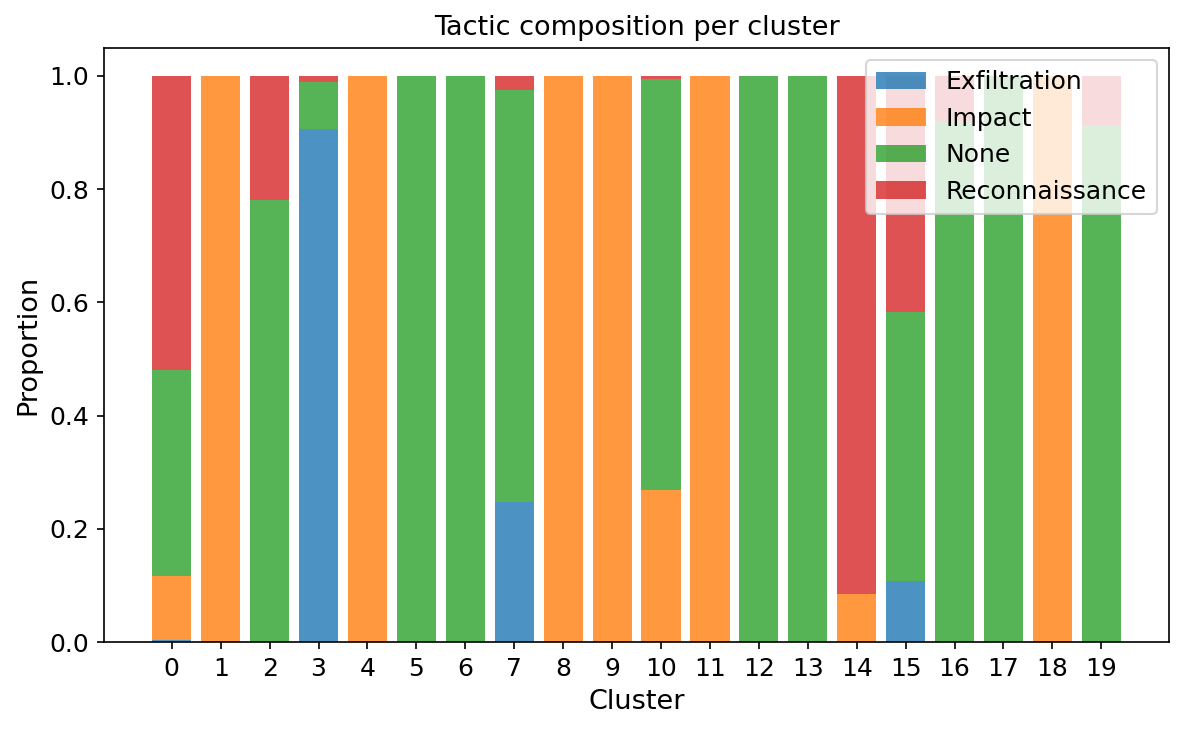 Tactic composition per cluster
Exfiltration
Impact
None
Reconnaissance
Proportion
1.0
0.8
0.6
0.4
0.2
0.0
0 1 2 3 4 5 6 7 8 9 10 11 12 13 14 15 16 17 18 19
Cluster